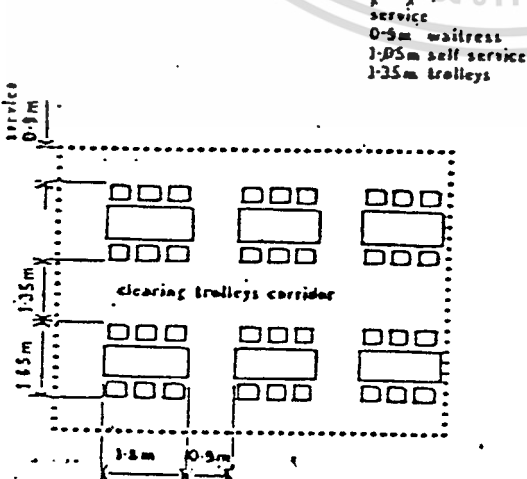 service
0·9m waitress
1·05m self service
1·35m trolleys
service
0·9m
clearing trolleys corridor
1·35m
1·65m
1·8m 0·9m